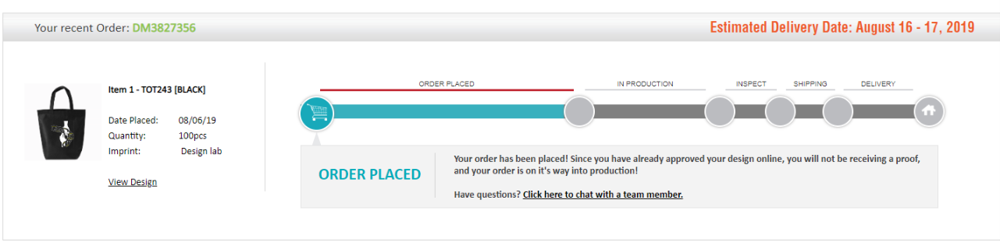 Your recent Order: DM3827356
Estimated Delivery Date: August 16 - 17, 2019
Item 1 - TOT243 [BLACK]
Date Placed: 08/06/19
Quantity: 100pcs
Imprint: Design lab
View Design
ORDER PLACED
IN PRODUCTION
INSPECT
SHIPPING
DELIVERY
ORDER PLACED
Your order has been placed! Since you have already approved your design online, you will not be receiving a proof,
and your order is on it's way into production!
Have questions? Click here to chat with a team member.